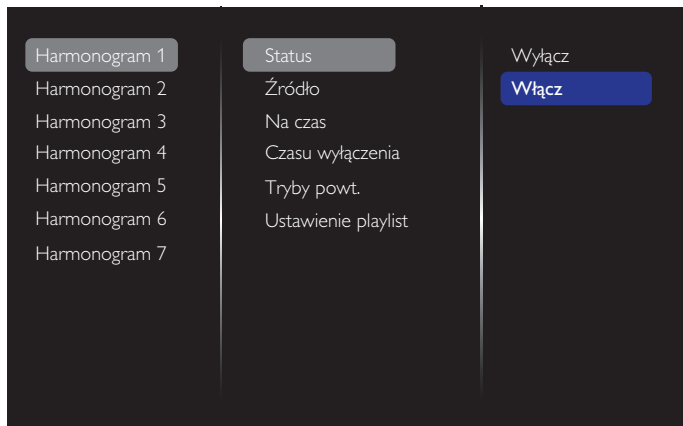 Harmonogram 1
Harmonogram 2
Harmonogram 3
Harmonogram 4
Harmonogram 5
Harmonogram 6
Harmonogram 7
Status
Źródło
Na czas
Czasu wyłączenia
Tryby powt.
Ustawienie playlist
Wyłącz
Włącz